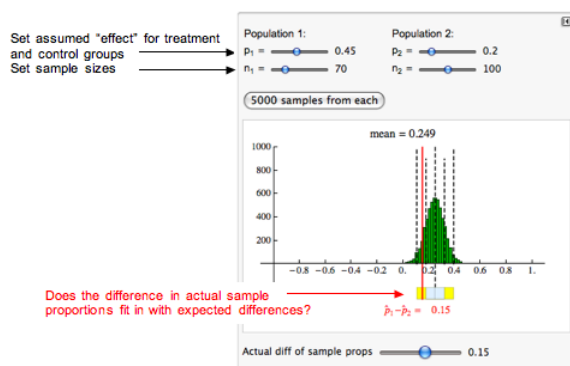 Set assumed “effect” for treatment
and control groups
Set sample sizes
Population 1:
Population 2:
p₁ = 0.45
p₂ = 0.2
n₁ = 70
n₂ = 100
5000 samples from each
mean = 0.249
1000
800
600
400
200
-0.8 -0.6 -0.4 -0.2 0. 0.2 0.4 0.6 0.8 1.
Does the difference in actual sample
proportions fit in with expected differences?
p̂₁-p̂₂ = 0.15
Actual diff of sample props 0.15